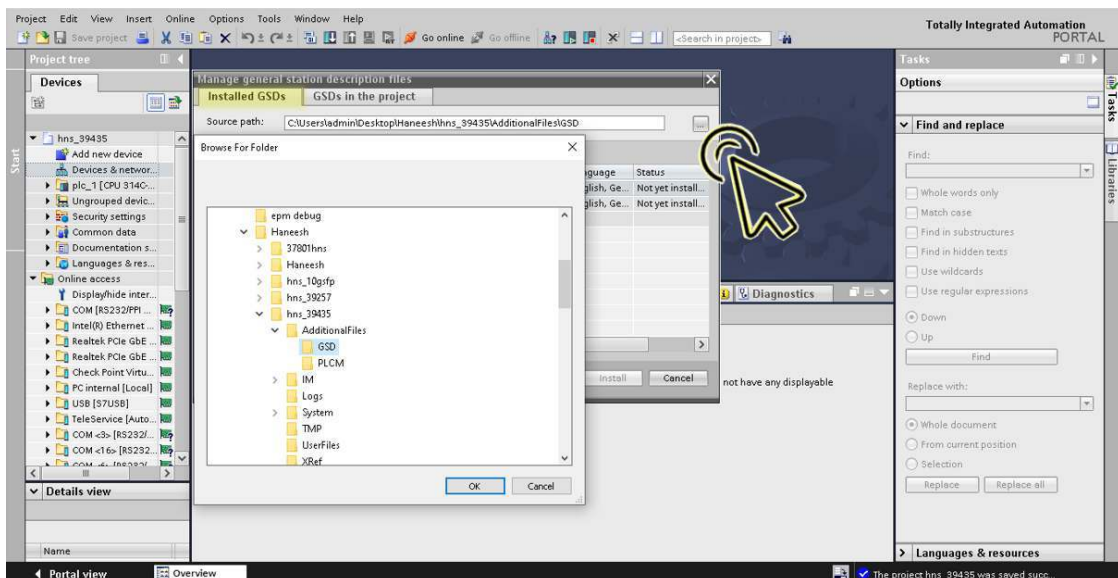 Project Edit View Insert Online Options Tools Window Help
Totally Integrated Automation
PORTAL
Save project Go online Go offline <Search in project>
Project tree
Devices
Start
hns_39435
Add new device
Devices & networ...
plc_1 [CPU 314C-...
Ungrouped devic...
Security settings
Common data
Documentation s...
Languages & res...
Online access
Display/hide inter...
COM [RS232/PPI ...
Intel(R) Ethernet ...
Realtek PCIe GbE ...
Realtek PCIe GbE ...
Check Point Virtu...
PC internal [Local]
USB [S7USB]
TeleService [Auto...
COM <3> [RS232/...
COM <16> [RS232...
Details view
Name
Manage general station description files
Installed GSDs GSDs in the project
Source path: C:\Users\admin\Desktop\Haneesh\hns_39435\AdditionalFiles\GSD ...
Browse For Folder
epm debug
Haneesh
37801hns
Haneesh
hns_10gsfp
hns_39257
hns_39435
AdditionalFiles
GSD
PLCM
IM
Logs
System
TMP
UserFiles
XRef
OK Cancel
nguage Status
glish, Ge... Not yet install...
glish, Ge... Not yet install...
Install Cancel
Diagnostics
not have any displayable
Tasks
Options
Find and replace
Find:
Whole words only
Match case
Find in substructures
Find in hidden texts
Use wildcards
Use regular expressions
Down
Up
Find
Replace with:
Whole document
From current position
Selection
Replace Replace all
Languages & resources
Tasks
Libraries
Portal view Overview
The project hns_39435 was saved succ...